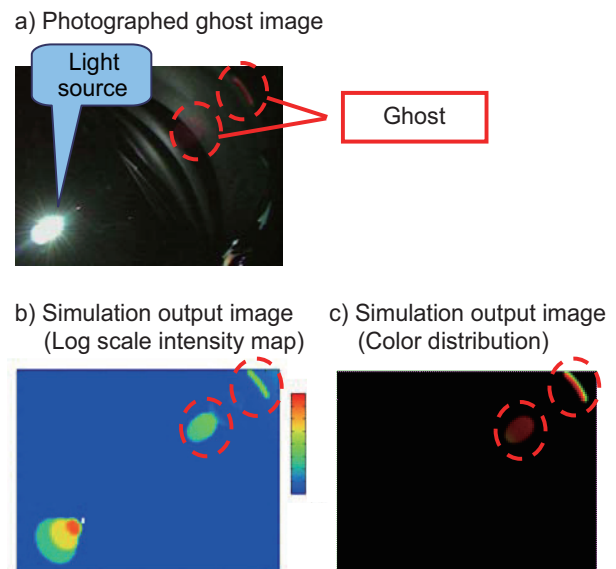 a) Photographed ghost image
Light
source
Ghost
b) Simulation output image
(Log scale intensity map)
c) Simulation output image
(Color distribution)